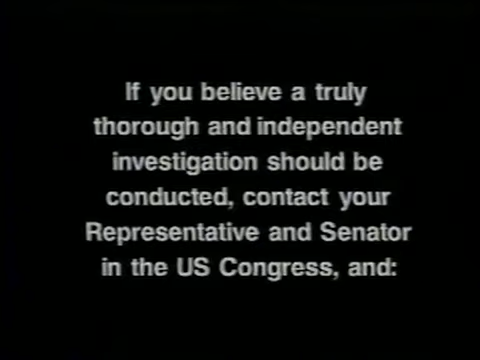 If you believe a truly
thorough and independent
investigation should be
conducted, contact your
Representative and Senator
in the US Congress, and: